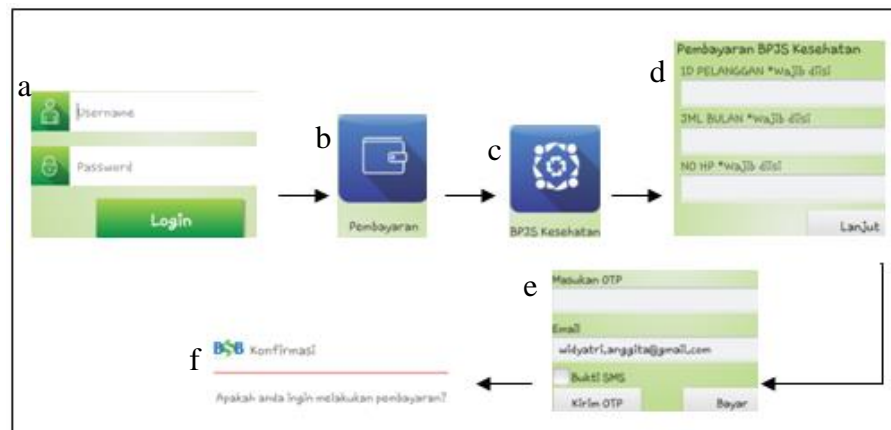 a
Username
Password
Login
b
Pembayaran
c
BPJS Kesehatan
d
Pembayaran BPJS Kesehatan
ID PELANGGAN *Wajib diisi
JML BULAN *Wajib diisi
NO HP *Wajib diisi
Lanjut
e
Masukan OTP
Email
widyatri.anggita@gmail.com
Bukti SMS
Kirim OTP
Bayar
f
BSB Konfirmasi
Apakah anda ingin melakukan pembayaran?